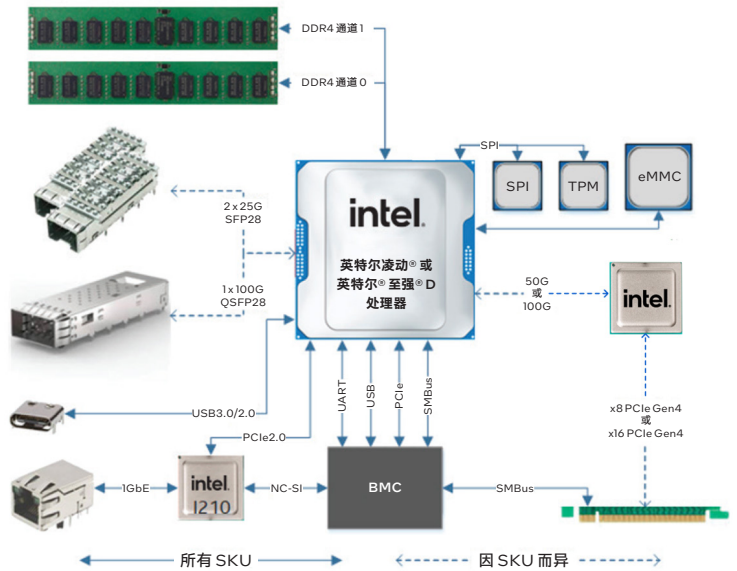 DDR4 通道 1
DDR4 通道 0
SPI
SPI
TPM
eMMC
2 x 25G
SFP28
intel.
英特尔凌动® 或
英特尔® 至强® D
处理器
1 x 100G
QSFP28
50G
或
100G
intel.
UART
USB
PCIe
SMBus
USB3.0/2.0
PCIe2.0
x8 PCIe Gen4
或
x16 PCIe Gen4
1GbE
intel.
I210
NC-SI
BMC
SMBus
所有 SKU
因 SKU 而异